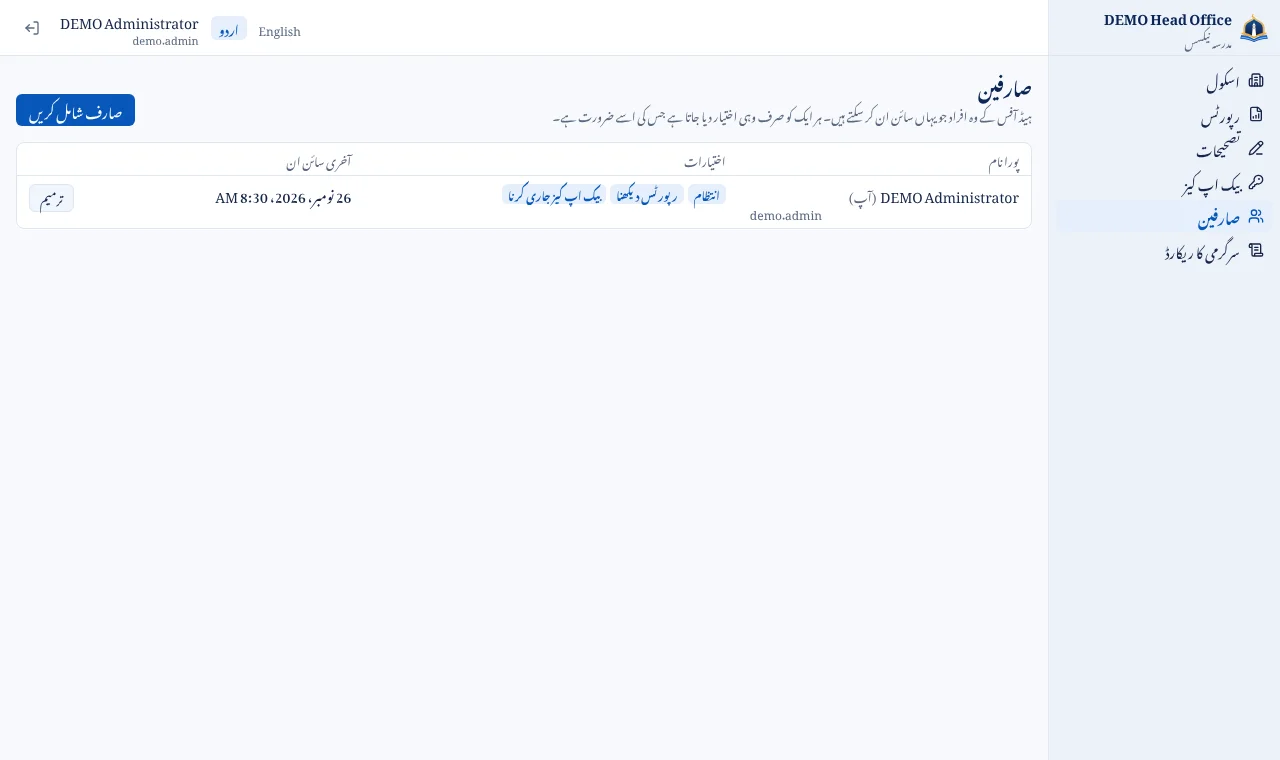 DEMO Head Office
مدرسہ نیکسس
اسکول
رپورٹس
تصحیحات
بیک اپ کیز
صارفین
سرگرمی کا ریکارڈ
English
اردو
DEMO Administrator
demo.admin
صارفین
ہیڈ آفس کے وہ افراد جو یہاں سائن ان کر سکتے ہیں۔ ہر ایک کو صرف وہی اختیار دیا جاتا ہے جس کی اسے ضرورت ہے۔
صارف شامل کریں
پورا نام اختیارات آخری سائن ان
DEMO Administrator (آپ) انتظام رپورٹس دیکھنا بیک اپ کیز جاری کرنا 26 نومبر، 2026، 8:30 AM ترمیم
demo.admin